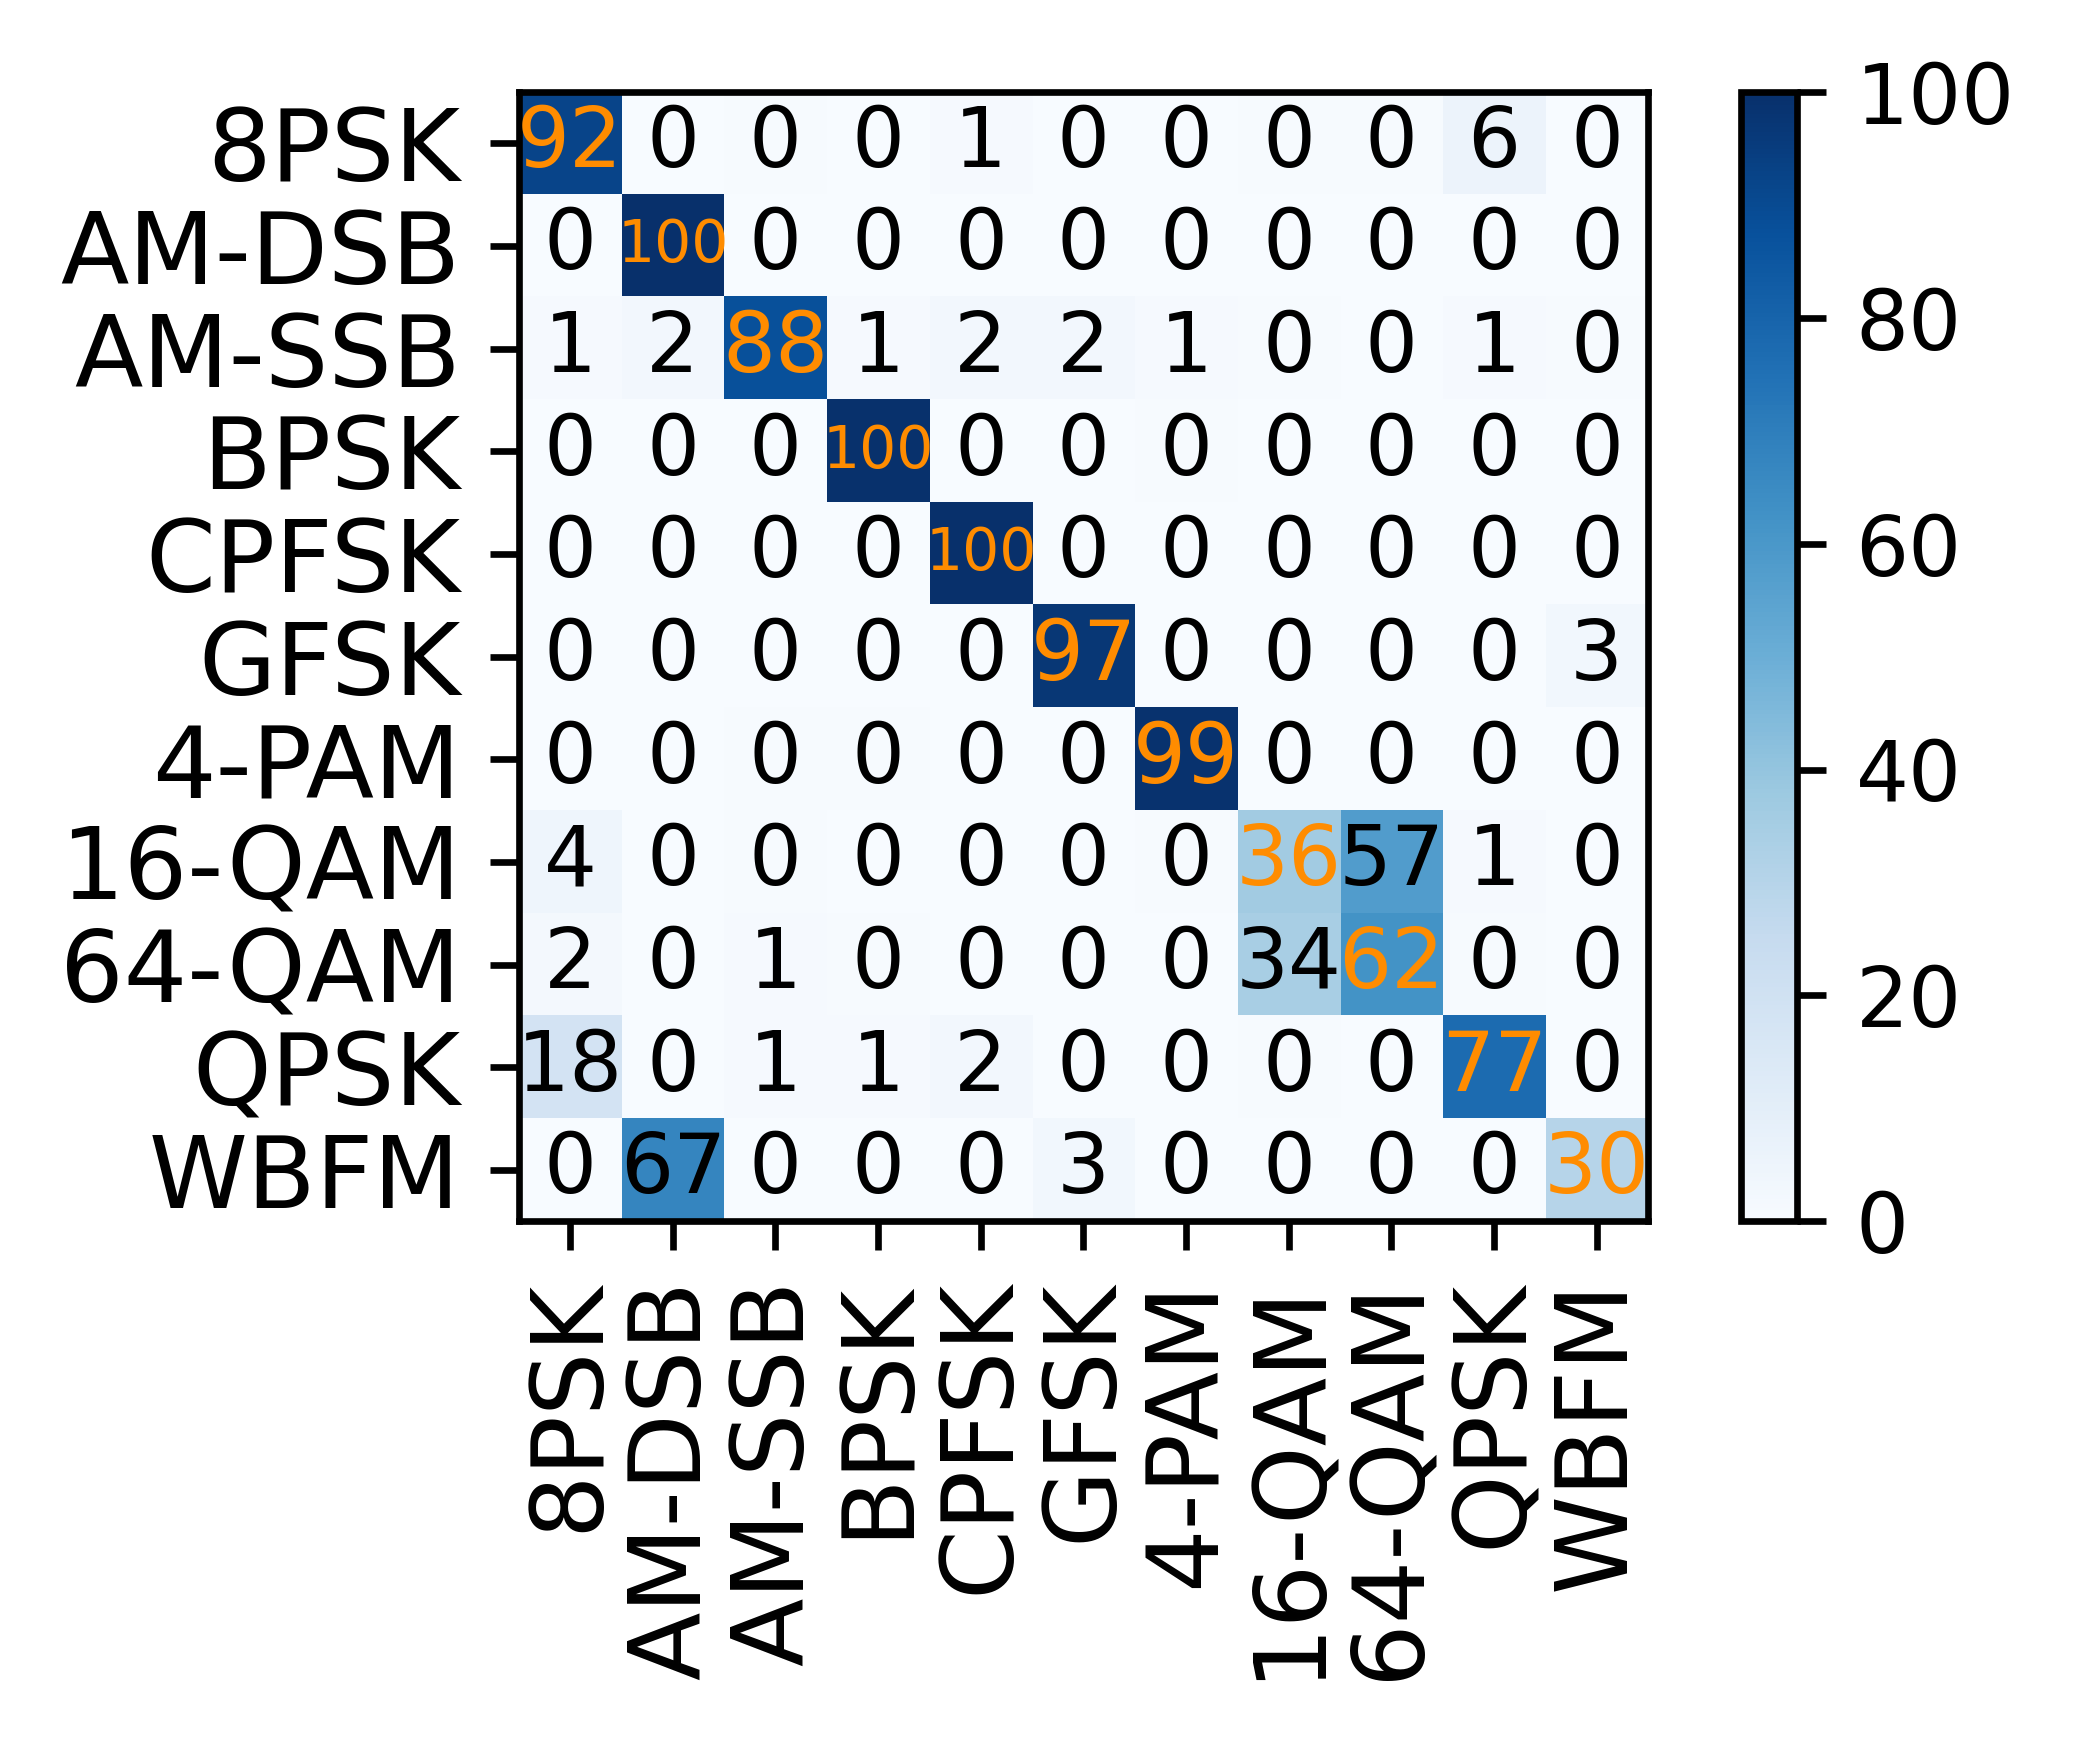 8PSK 92 0 0 0 1 0 0 0 0 6 0
AM-DSB 0 100 0 0 0 0 0 0 0 0 0
AM-SSB 1 2 88 1 2 2 1 0 0 1 0
BPSK 0 0 0 100 0 0 0 0 0 0 0
CPFSK 0 0 0 0 100 0 0 0 0 0 0
GFSK 0 0 0 0 0 97 0 0 0 0 3
4-PAM 0 0 0 0 0 0 99 0 0 0 0
16-QAM 4 0 0 0 0 0 0 36 57 1 0
64-QAM 2 0 1 0 0 0 0 34 62 0 0
QPSK 18 0 1 1 2 0 0 0 0 77 0
WBFM 0 67 0 0 0 3 0 0 0 0 30
8PSK
AM-DSB
AM-SSB
BPSK
CPFSK
GFSK
4-PAM
16-QAM
64-QAM
QPSK
WBFM
100
80
60
40
20
0